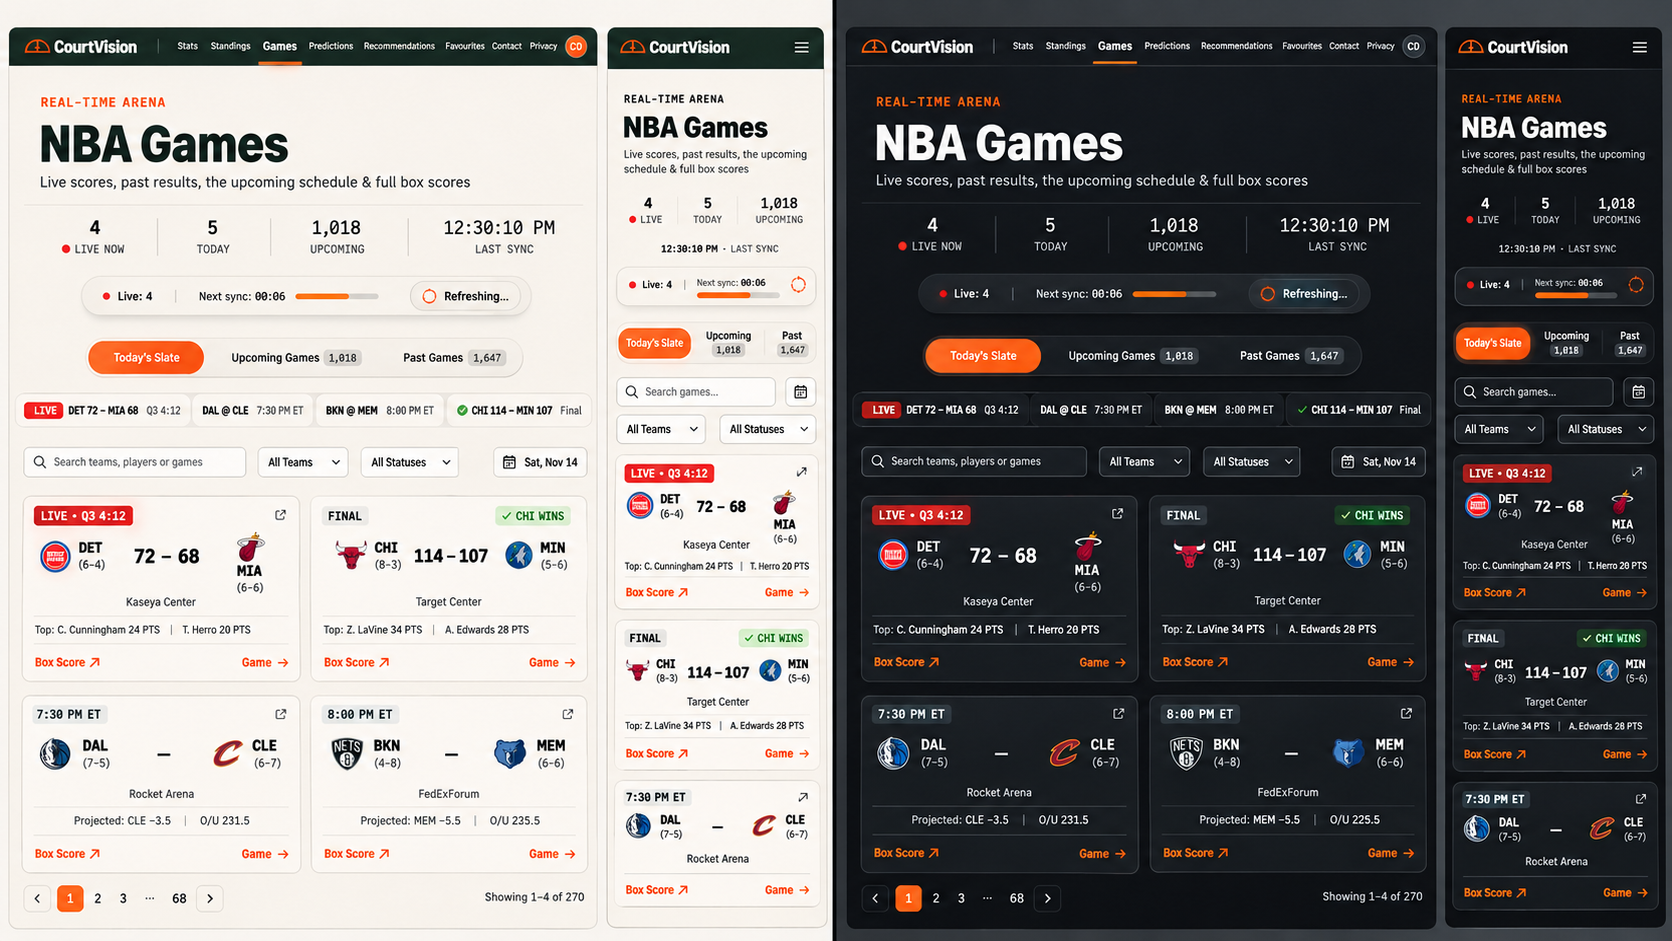 CourtVision
Stats Standings Games Predictions Recommendations Favourites Contact Privacy CD
REAL-TIME ARENA
NBA Games
Live scores, past results, the upcoming schedule & full box scores
4 5 1,018 12:30:10 PM
LIVE NOW TODAY UPCOMING LAST SYNC
Live: 4 Next sync: 00:06 Refreshing...
Today's Slate Upcoming Games 1,018 Past Games 1,647
LIVE DET 72 – MIA 68 Q3 4:12 DAL @ CLE 7:30 PM ET BKN @ MEM 8:00 PM ET CHI 114 – MIN 107 Final
Search teams, players or games All Teams All Statuses Sat, Nov 14
LIVE • Q3 4:12
DET 72 – 68
(6-4)
MIA
(6-6)
Kaseya Center
Top: C. Cunningham 24 PTS | T. Herro 20 PTS
Box Score ↗ Game →
FINAL ✓ CHI WINS
CHI 114 – 107 MIN
(8-3) (5-6)
Target Center
Top: Z. LaVine 34 PTS | A. Edwards 28 PTS
Box Score ↗ Game →
7:30 PM ET
DAL — CLE
(7-5) (6-7)
Rocket Arena
Projected: CLE −3.5 | O/U 231.5
Box Score ↗ Game →
8:00 PM ET
NETS
BKN — MEM
(4-8) (6-6)
FedExForum
Projected: MEM −5.5 | O/U 235.5
Box Score ↗ Game →
‹ 1 2 3 ... 68 › Showing 1–4 of 270
CourtVision
REAL-TIME ARENA
NBA Games
Live scores, past results, the upcoming
schedule & full box scores
4 5 1,018
LIVE TODAY UPCOMING
12:30:10 PM · LAST SYNC
Live: 4 Next sync: 00:06
Today's Slate Upcoming 1,018 Past 1,647
Search games...
All Teams All Statuses
LIVE • Q3 4:12
DET 72 – 68
(6-4)
MIA
(6-6)
Kaseya Center
Top: C. Cunningham 24 PTS | T. Herro 20 PTS
Box Score ↗ Game →
FINAL ✓ CHI WINS
CHI 114 – 107 MIN
(8-3) (5-6)
Target Center
Top: Z. LaVine 34 PTS | A. Edwards 28 PTS
Box Score ↗ Game →
7:30 PM ET
DAL — CLE
(7-5) (6-7)
Rocket Arena
Box Score ↗ Game →
CourtVision
Stats Standings Games Predictions Recommendations Favourites Contact Privacy CD
REAL-TIME ARENA
NBA Games
Live scores, past results, the upcoming schedule & full box scores
4 5 1,018 12:30:10 PM
LIVE NOW TODAY UPCOMING LAST SYNC
Live: 4 Next sync: 00:06 Refreshing...
Today's Slate Upcoming Games 1,018 Past Games 1,647
LIVE DET 72 – MIA 68 Q3 4:12 DAL @ CLE 7:30 PM ET BKN @ MEM 8:00 PM ET ✓ CHI 114 – MIN 107 Final
Search teams, players or games All Teams All Statuses Sat, Nov 14
LIVE • Q3 4:12
DET 72 – 68
(6-4)
MIA
(6-6)
Kaseya Center
Top: C. Cunningham 24 PTS | T. Herro 20 PTS
Box Score ↗ Game →
FINAL ✓ CHI WINS
CHI 114 – 107 MIN
(8-3) (5-6)
Target Center
Top: Z. LaVine 34 PTS | A. Edwards 28 PTS
Box Score ↗ Game →
7:30 PM ET
DAL — CLE
(7-5) (6-7)
Rocket Arena
Projected: CLE −3.5 | O/U 231.5
Box Score ↗ Game →
8:00 PM ET
NETS
BKN — MEM
(4-8) (6-6)
FedExForum
Projected: MEM −5.5 | O/U 225.5
Box Score ↗ Game →
‹ 1 2 3 ... 68 › Showing 1–4 of 270
CourtVision
REAL-TIME ARENA
NBA Games
Live scores, past results, the upcoming
schedule & full box scores
4 5 1,018
LIVE TODAY UPCOMING
12:30:10 PM · LAST SYNC
Live: 4 Next sync: 00:06
Today's Slate Upcoming 1,018 Past 1,647
Search games...
All Teams All Statuses
LIVE • Q3 4:12
DET 72 – 68
(6-4)
MIA
(6-6)
Kaseya Center
Top: C. Cunningham 24 PTS | T. Herro 20 PTS
Box Score ↗ Game →
FINAL ✓ CHI WINS
CHI 114 – 107 MIN
(8-3) (5-6)
Target Center
Top: Z. LaVine 34 PTS | A. Edwards 28 PTS
Box Score ↗ Game →
7:30 PM ET
DAL — CLE
(7-5) (6-7)
Rocket Arena
Box Score ↗ Game →